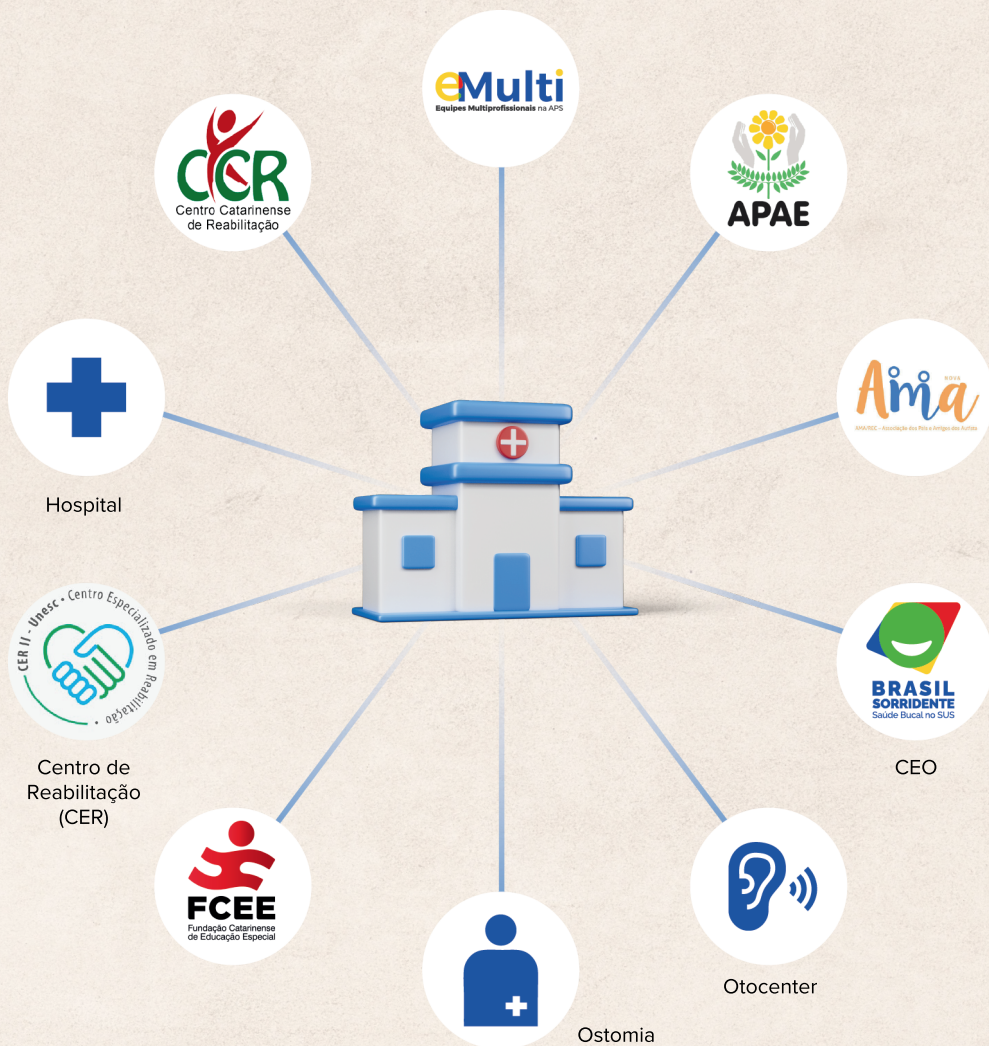 eMulti
Equipes Multiprofissionais na APS
CCR
Centro Catarinense
de Reabilitação
APAE
NOVA
Ama
Hospital
CER II - Unesc • Centro Especializado em Reabilitação •
Centro de
Reabilitação
(CER)
BRASIL
SORRIDENTE
Saúde Bucal no SUS
CEO
FCEE
Fundação Catarinense
de Educação Especial
Otocenter
Ostomia